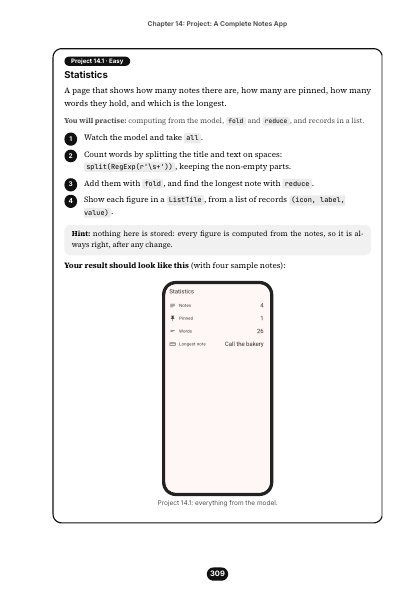 Chapter 14: Project: A Complete Notes App
Project 14.1 · Easy
Statistics
A page that shows how many notes there are, how many are pinned, how many
words they hold, and which is the longest.
You will practise: computing from the model, fold and reduce, and records in a list.
1 Watch the model and take all.
2 Count words by splitting the title and text on spaces:
split(RegExp(r'\s+')), keeping the non-empty parts.
3 Add them with fold, and find the longest note with reduce.
4 Show each figure in a ListTile, from a list of records (icon, label,
value).
Hint: nothing here is stored: every figure is computed from the notes, so it is al-
ways right, after any change.
Your result should look like this (with four sample notes):
Statistics
Notes 4
Pinned 1
Words 26
Longest note Call the bakery
Project 14.1: everything from the model.
309